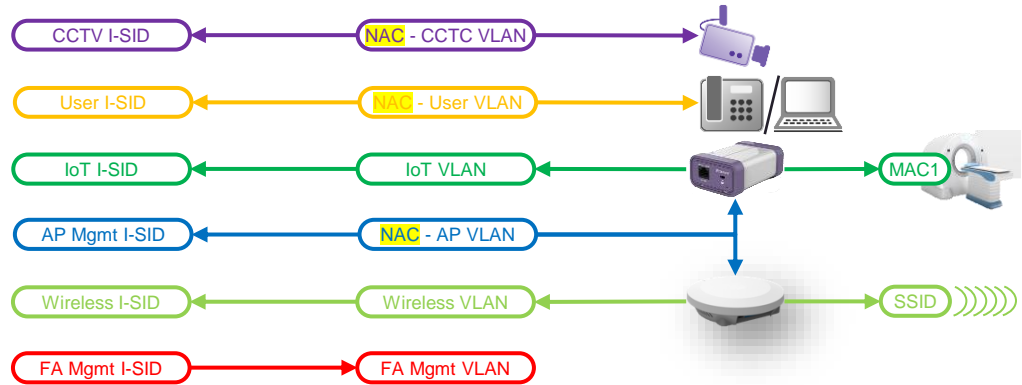 CCTV I-SID
NAC - CCTC VLAN
User I-SID
NAC - User VLAN
IoT I-SID
IoT VLAN
MAC1
AP Mgmt I-SID
NAC - AP VLAN
Wireless I-SID
Wireless VLAN
SSID
FA Mgmt I-SID
FA Mgmt VLAN